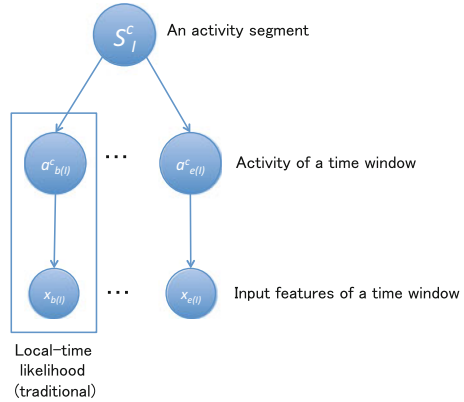 S^c_I An activity segment
a^c_b(I) ... a^c_e(I) Activity of a time window
x_b(I) ... x_e(I) Input features of a time window
Local-time
likelihood
(traditional)